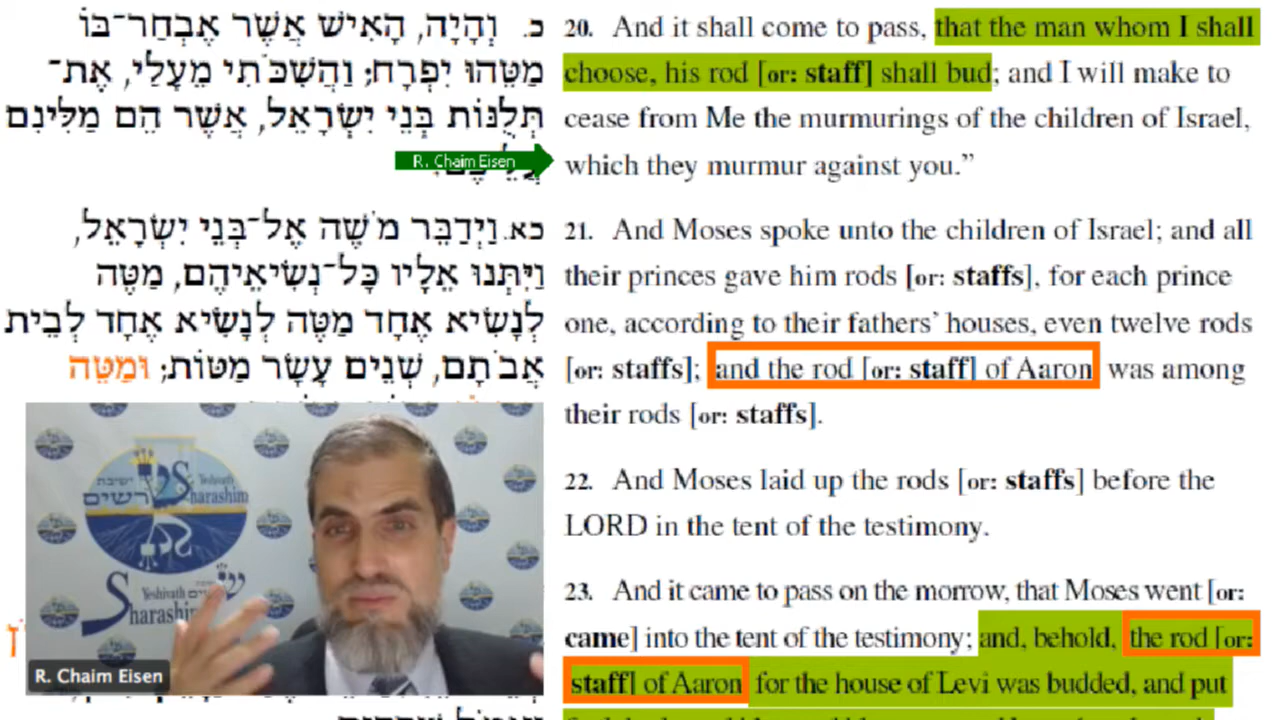 כ. וְהָיָה, הָאִישׁ אֲשֶׁר אֶבְחַר־בּוֹ
מַטֵּהוּ יִפְרָח; וַהֲשִׁכֹּתִי מֵעָלַי, אֶת־
תְּלֻנּוֹת בְּנֵי יִשְׂרָאֵל, אֲשֶׁר הֵם מַלִּינִם
R. Chaim Eisen
20. And it shall come to pass, that the man whom I shall
choose, his rod [or: staff] shall bud; and I will make to
cease from Me the murmurings of the children of Israel,
which they murmur against you.”
כא. וַיְדַבֵּר מֹשֶׁה אֶל־בְּנֵי יִשְׂרָאֵל,
וַיִּתְּנוּ אֵלָיו כָּל־נְשִׂיאֵיהֶם, מַטֶּה
לְנָשִׂיא אֶחָד מַטֶּה לְנָשִׂיא אֶחָד לְבֵית
אֲבֹתָם, שְׁנֵים עָשָׂר מַטּוֹת; וּמַטֵּה
21. And Moses spoke unto the children of Israel; and all
their princes gave him rods [or: staffs], for each prince
one, according to their fathers’ houses, even twelve rods
[or: staffs]; and the rod [or: staff] of Aaron was among
their rods [or: staffs].
22. And Moses laid up the rods [or: staffs] before the
LORD in the tent of the testimony.
23. And it came to pass on the morrow, that Moses went [or:
came] into the tent of the testimony; and, behold, the rod [or:
staff] of Aaron for the house of Levi was budded, and put
ישיבת
שרשים
Yeshivath
Sharashim
Yeshivath
Sharashim
R. Chaim Eisen